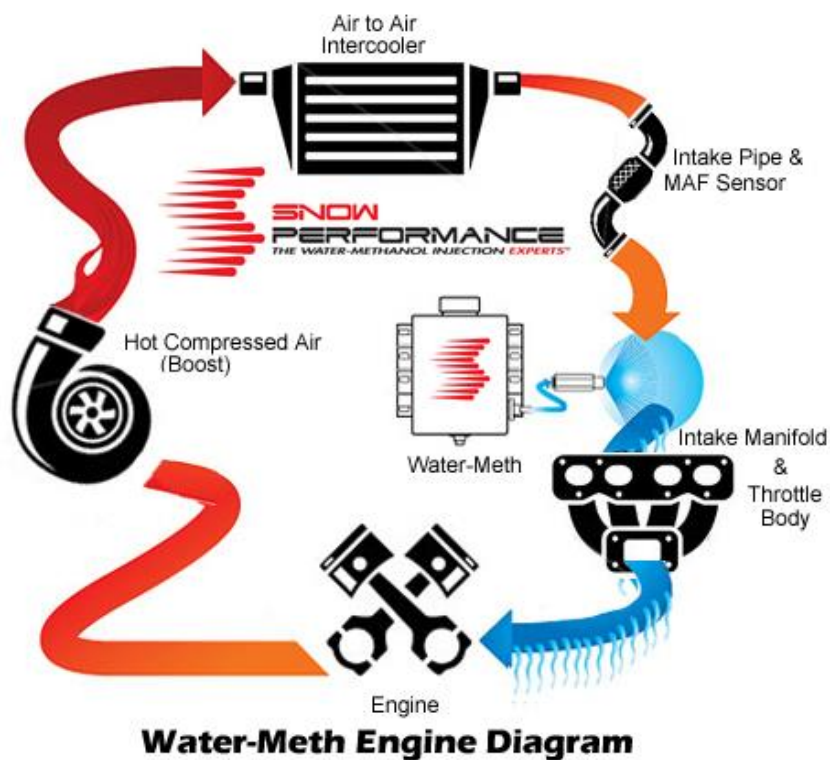 Air to Air
Intercooler
Intake Pipe &
MAF Sensor
SNOW
PERFORMANCE
THE WATER-METHANOL INJECTION EXPERTS™
Hot Compressed Air
(Boost)
Water-Meth
Intake Manifold
&
Throttle
Body
Engine
Water-Meth Engine Diagram